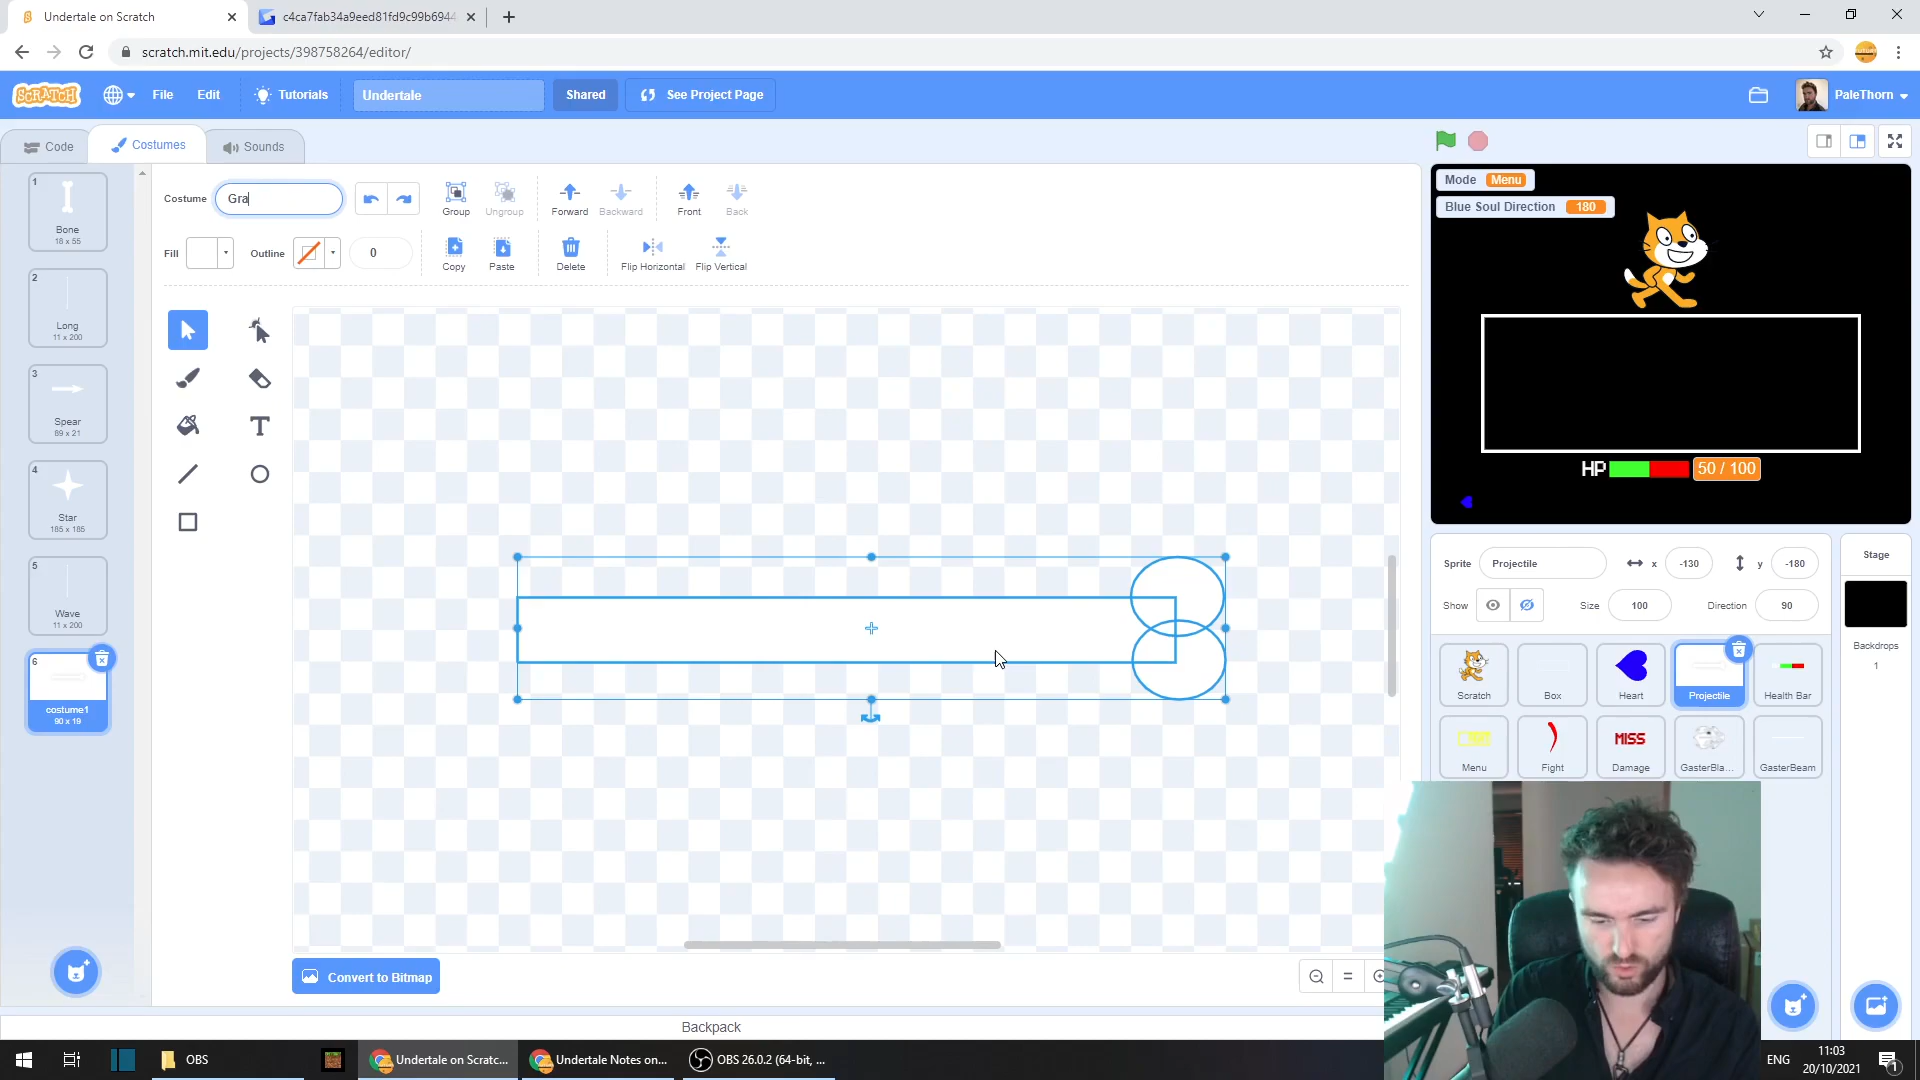 Undertale on Scratch
c4ca7fab34a9eed81fd9c99b6944
scratch.mit.edu/projects/398758264/editor/
SCRATCH
File
Edit
Tutorials
Undertale
Shared
See Project Page
PaleThorn
Code
Costumes
Sounds
Costume
Gra
Group
Ungroup
Forward
Backward
Front
Back
Fill
Outline
0
Copy
Paste
Delete
Flip Horizontal
Flip Vertical
1
Bone
18 x 55
2
Long
11 x 200
3
Spear
89 x 21
4
Star
185 x 185
5
Wave
11 x 200
6
costume1
90 x 19
Convert to Bitmap
Backpack
Mode Menu
Blue Soul Direction 180
HP 50 / 100
Sprite
Projectile
x
-130
y
-180
Show
Size
100
Direction
90
Stage
Backdrops
1
Scratch
Box
Heart
Projectile
Health Bar
MISS
Menu
Fight
Damage
GasterBla...
GasterBeam
OBS
Undertale on Scratc...
Undertale Notes on...
OBS 26.0.2 (64-bit, ...
ENG
11:03
20/10/2021
1